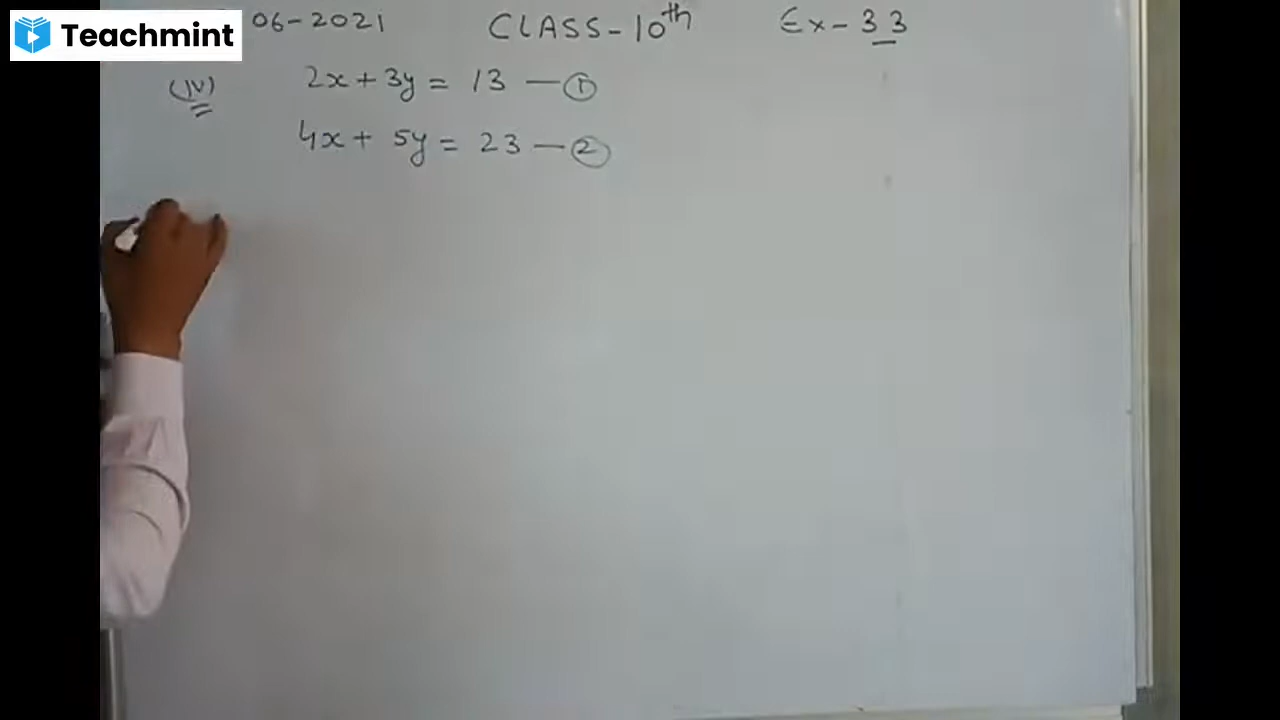 Teachmint
06-2021 CLASS-10th Ex-3 3
(IV) 2x+3y = 13 — ①
4x + 5y = 23 — ②